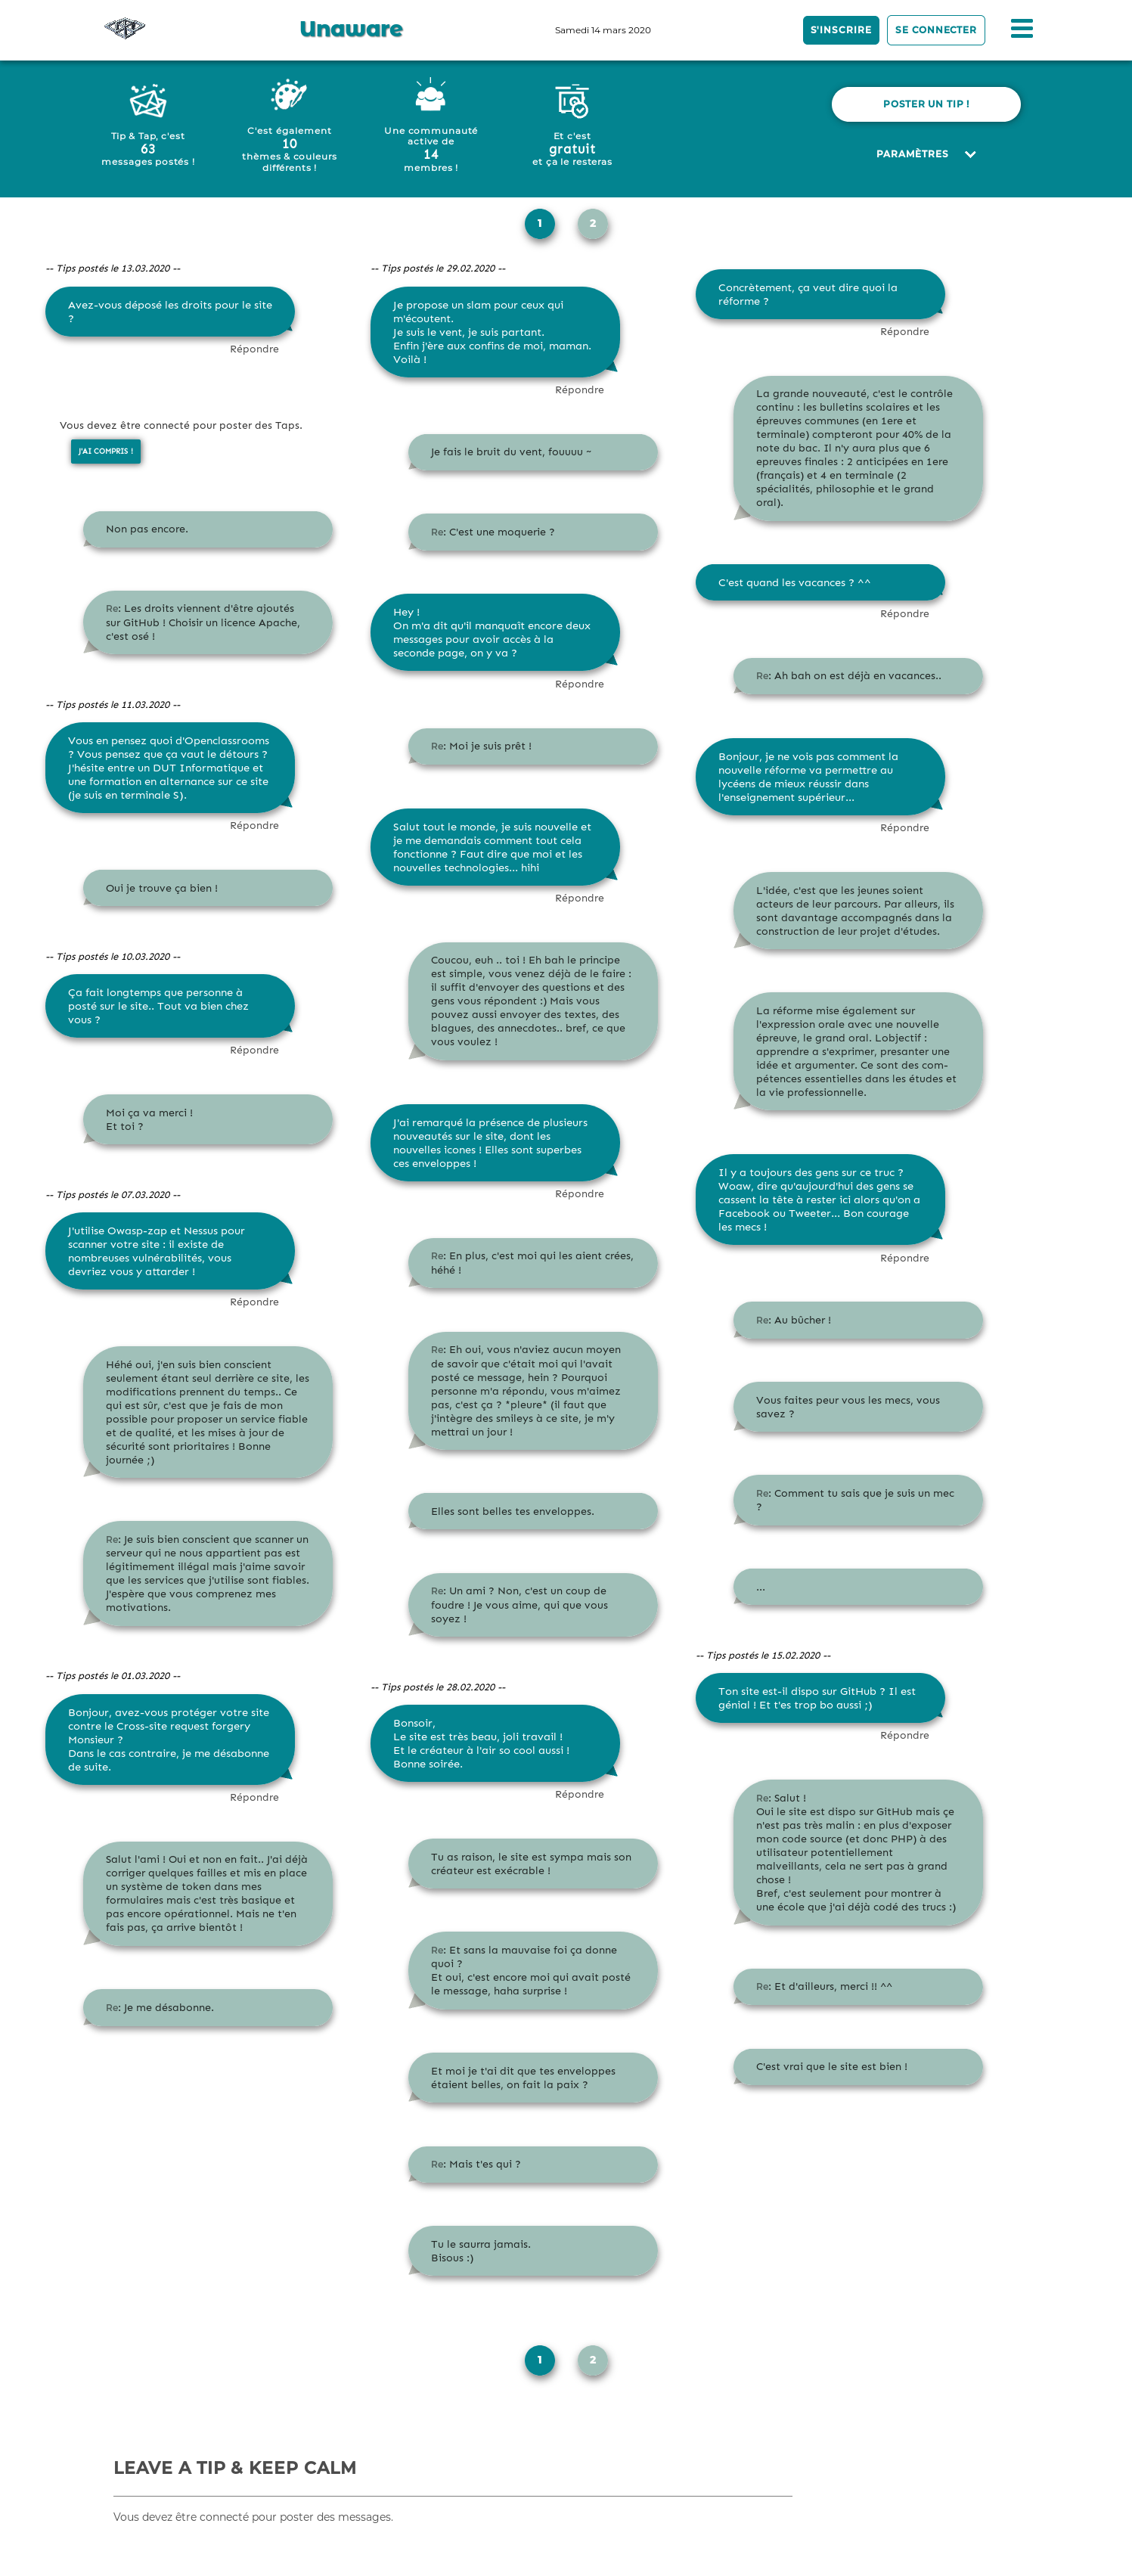 Unaware
Samedi 14 mars 2020
S'INSCRIRE
SE CONNECTER
Tip & Tap, c'est
63
messages postés !
C'est également
10
thèmes & couleurs
différents !
Une communauté
active de
14
membres !
Et c'est
gratuit
et ça le resteras
POSTER UN TIP !
PARAMÈTRES
1
2
-- Tips postés le 13.03.2020 --
Avez-vous déposé les droits pour le site
?
Répondre
Vous devez être connecté pour poster des Taps.
J'AI COMPRIS !
Non pas encore.
Re: Les droits viennent d'être ajoutés
sur GitHub ! Choisir un licence Apache,
c'est osé !
-- Tips postés le 11.03.2020 --
Vous en pensez quoi d'Openclassrooms
? Vous pensez que ça vaut le détours ?
J'hésite entre un DUT Informatique et
une formation en alternance sur ce site
(je suis en terminale S).
Répondre
Oui je trouve ça bien !
-- Tips postés le 10.03.2020 --
Ça fait longtemps que personne à
posté sur le site.. Tout va bien chez
vous ?
Répondre
Moi ça va merci !
Et toi ?
-- Tips postés le 07.03.2020 --
J'utilise Owasp-zap et Nessus pour
scanner votre site : il existe de
nombreuses vulnérabilités, vous
devriez vous y attarder !
Répondre
Héhé oui, j'en suis bien conscient
seulement étant seul derrière ce site, les
modifications prennent du temps.. Ce
qui est sûr, c'est que je fais de mon
possible pour proposer un service fiable
et de qualité, et les mises à jour de
sécurité sont prioritaires ! Bonne
journée ;)
Re: Je suis bien conscient que scanner un
serveur qui ne nous appartient pas est
légitimement illégal mais j'aime savoir
que les services que j'utilise sont fiables.
J'espère que vous comprenez mes
motivations.
-- Tips postés le 01.03.2020 --
Bonjour, avez-vous protéger votre site
contre le Cross-site request forgery
Monsieur ?
Dans le cas contraire, je me désabonne
de suite.
Répondre
Salut l'ami ! Oui et non en fait.. J'ai déjà
corriger quelques failles et mis en place
un système de token dans mes
formulaires mais c'est très basique et
pas encore opérationnel. Mais ne t'en
fais pas, ça arrive bientôt !
Re: Je me désabonne.
-- Tips postés le 29.02.2020 --
Je propose un slam pour ceux qui
m'écoutent.
Je suis le vent, je suis partant.
Enfin j'ère aux confins de moi, maman.
Voilà !
Répondre
Je fais le bruit du vent, fouuuu ~
Re: C'est une moquerie ?
Hey !
On m'a dit qu'il manquait encore deux
messages pour avoir accès à la
seconde page, on y va ?
Répondre
Re: Moi je suis prêt !
Salut tout le monde, je suis nouvelle et
je me demandais comment tout cela
fonctionne ? Faut dire que moi et les
nouvelles technologies... hihi
Répondre
Coucou, euh .. toi ! Eh bah le principe
est simple, vous venez déjà de le faire :
il suffit d'envoyer des questions et des
gens vous répondent :) Mais vous
pouvez aussi envoyer des textes, des
blagues, des annecdotes.. bref, ce que
vous voulez !
J'ai remarqué la présence de plusieurs
nouveautés sur le site, dont les
nouvelles icones ! Elles sont superbes
ces enveloppes !
Répondre
Re: En plus, c'est moi qui les aient crées,
héhé !
Re: Eh oui, vous n'aviez aucun moyen
de savoir que c'était moi qui l'avait
posté ce message, hein ? Pourquoi
personne m'a répondu, vous m'aimez
pas, c'est ça ? *pleure* (il faut que
j'intègre des smileys à ce site, je m'y
mettrai un jour !
Elles sont belles tes enveloppes.
Re: Un ami ? Non, c'est un coup de
foudre ! Je vous aime, qui que vous
soyez !
-- Tips postés le 28.02.2020 --
Bonsoir,
Le site est très beau, joli travail !
Et le créateur à l'air so cool aussi !
Bonne soirée.
Répondre
Tu as raison, le site est sympa mais son
créateur est exécrable !
Re: Et sans la mauvaise foi ça donne
quoi ?
Et oui, c'est encore moi qui avait posté
le message, haha surprise !
Et moi je t'ai dit que tes enveloppes
étaient belles, on fait la paix ?
Re: Mais t'es qui ?
Tu le saurra jamais.
Bisous :)
Concrètement, ça veut dire quoi la
réforme ?
Répondre
La grande nouveauté, c'est le contrôle
continu : les bulletins scolaires et les
épreuves communes (en 1ere et
terminale) compteront pour 40% de la
note du bac. Il n'y aura plus que 6
epreuves finales : 2 anticipées en 1ere
(français) et 4 en terminale (2
spécialités, philosophie et le grand
oral).
C'est quand les vacances ? ^^
Répondre
Re: Ah bah on est déjà en vacances..
Bonjour, je ne vois pas comment la
nouvelle réforme va permettre au
lycéens de mieux réussir dans
l'enseignement supérieur...
Répondre
L'idée, c'est que les jeunes soient
acteurs de leur parcours. Par alleurs, ils
sont davantage accompagnés dans la
construction de leur projet d'études.
La réforme mise également sur
l'expression orale avec une nouvelle
épreuve, le grand oral. Lobjectif :
apprendre a s'exprimer, presanter une
idée et argumenter. Ce sont des com-
pétences essentielles dans les études et
la vie professionnelle.
Il y a toujours des gens sur ce truc ?
Woaw, dire qu'aujourd'hui des gens se
cassent la tête à rester ici alors qu'on a
Facebook ou Tweeter... Bon courage
les mecs !
Répondre
Re: Au bûcher !
Vous faites peur vous les mecs, vous
savez ?
Re: Comment tu sais que je suis un mec
?
...
-- Tips postés le 15.02.2020 --
Ton site est-il dispo sur GitHub ? Il est
génial ! Et t'es trop bo aussi ;)
Répondre
Re: Salut !
Oui le site est dispo sur GitHub mais çe
n'est pas très malin : en plus d'exposer
mon code source (et donc PHP) à des
utilisateur potentiellement
malveillants, cela ne sert pas à grand
chose !
Bref, c'est seulement pour montrer à
une école que j'ai déjà codé des trucs :)
Re: Et d'ailleurs, merci !! ^^
C'est vrai que le site est bien !
1
2
LEAVE A TIP & KEEP CALM
Vous devez être connecté pour poster des messages.